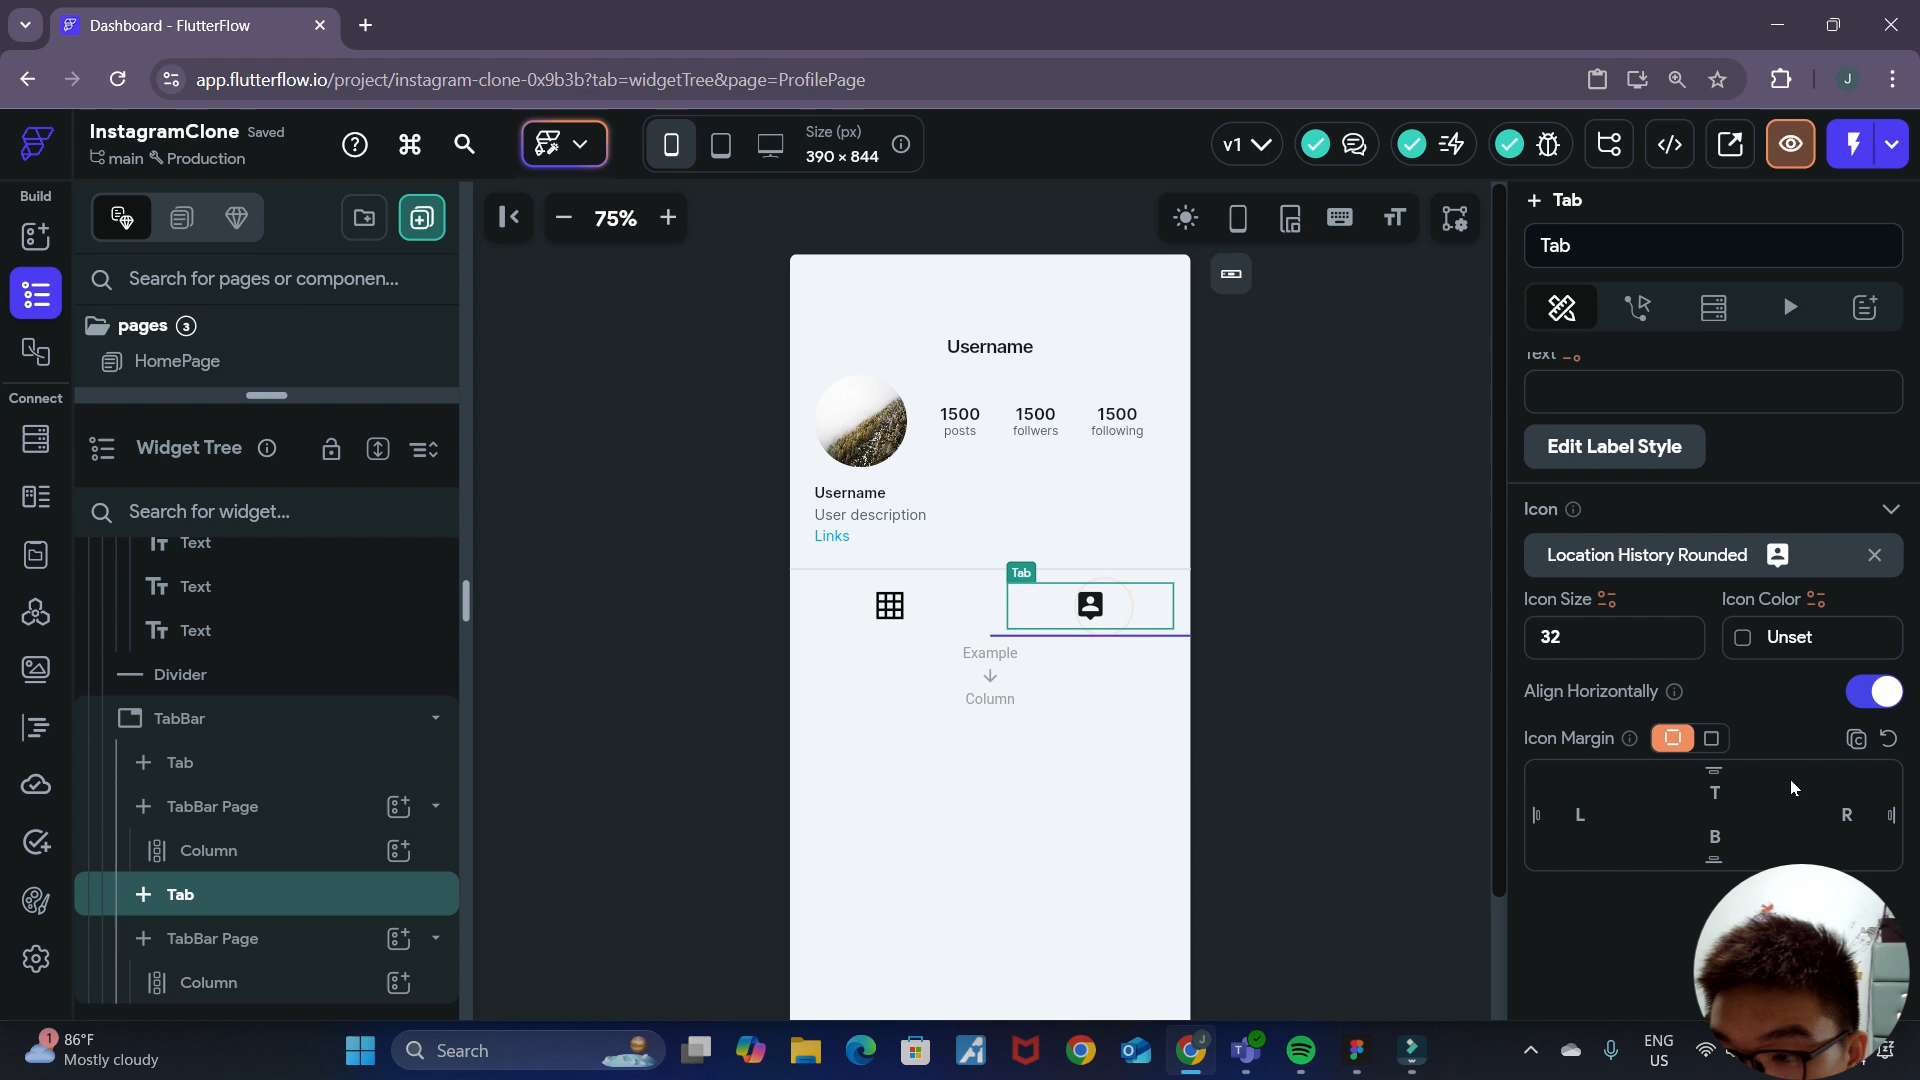 Dashboard - FlutterFlow
app.flutterflow.io/project/instagram-clone-0x9b3b?tab=widgetTree&page=ProfilePage
J
InstagramClone Saved
main Production
Size (px)
390 × 844
v1
Build
Connect
Search for pages or componen...
pages 3
HomePage
Widget Tree
Search for widget...
Text
Text
Text
Divider
TabBar
Tab
TabBar Page
Column
Tab
TabBar Page
Column
75%
Username
1500 1500 1500
posts follwers following
Username
User description
Links
Tab
Example
Column
Tab
Tab
Text
Edit Label Style
Icon
Location History Rounded
Icon Size Icon Color
32 Unset
Align Horizontally
Icon Margin
T
L R
B
1
86°F
Mostly cloudy
Search
J
ENG
US